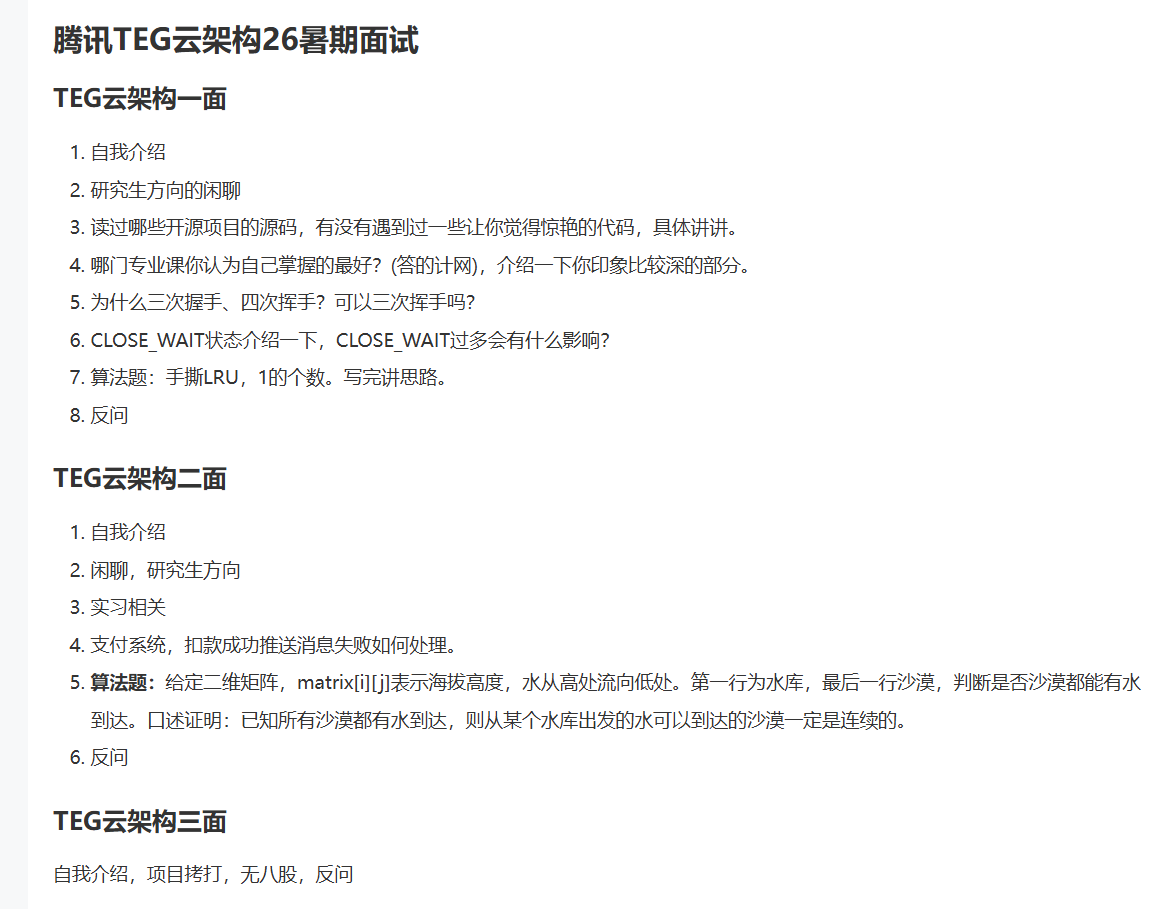 腾讯TEG云架构26暑期面试
TEG云架构一面
1. 自我介绍
2. 研究生方向的闲聊
3. 读过哪些开源项目的源码，有没有遇到过一些让你觉得惊艳的代码，具体讲讲。
4. 哪门专业课你认为自己掌握的最好？(答的计网)，介绍一下你印象比较深的部分。
5. 为什么三次握手、四次挥手？可以三次挥手吗？
6. CLOSE_WAIT状态介绍一下，CLOSE_WAIT过多会有什么影响？
7. 算法题：手撕LRU，1的个数。写完讲思路。
8. 反问
TEG云架构二面
1. 自我介绍
2. 闲聊，研究生方向
3. 实习相关
4. 支付系统，扣款成功推送消息失败如何处理。
5. 算法题：给定二维矩阵，matrix[i][j]表示海拔高度，水从高处流向低处。第一行为水库，最后一行沙漠，判断是否沙漠都能有水
到达。口述证明：已知所有沙漠都有水到达，则从某个水库出发的水可以到达的沙漠一定是连续的。
6. 反问
TEG云架构三面
自我介绍，项目拷打，无八股，反问